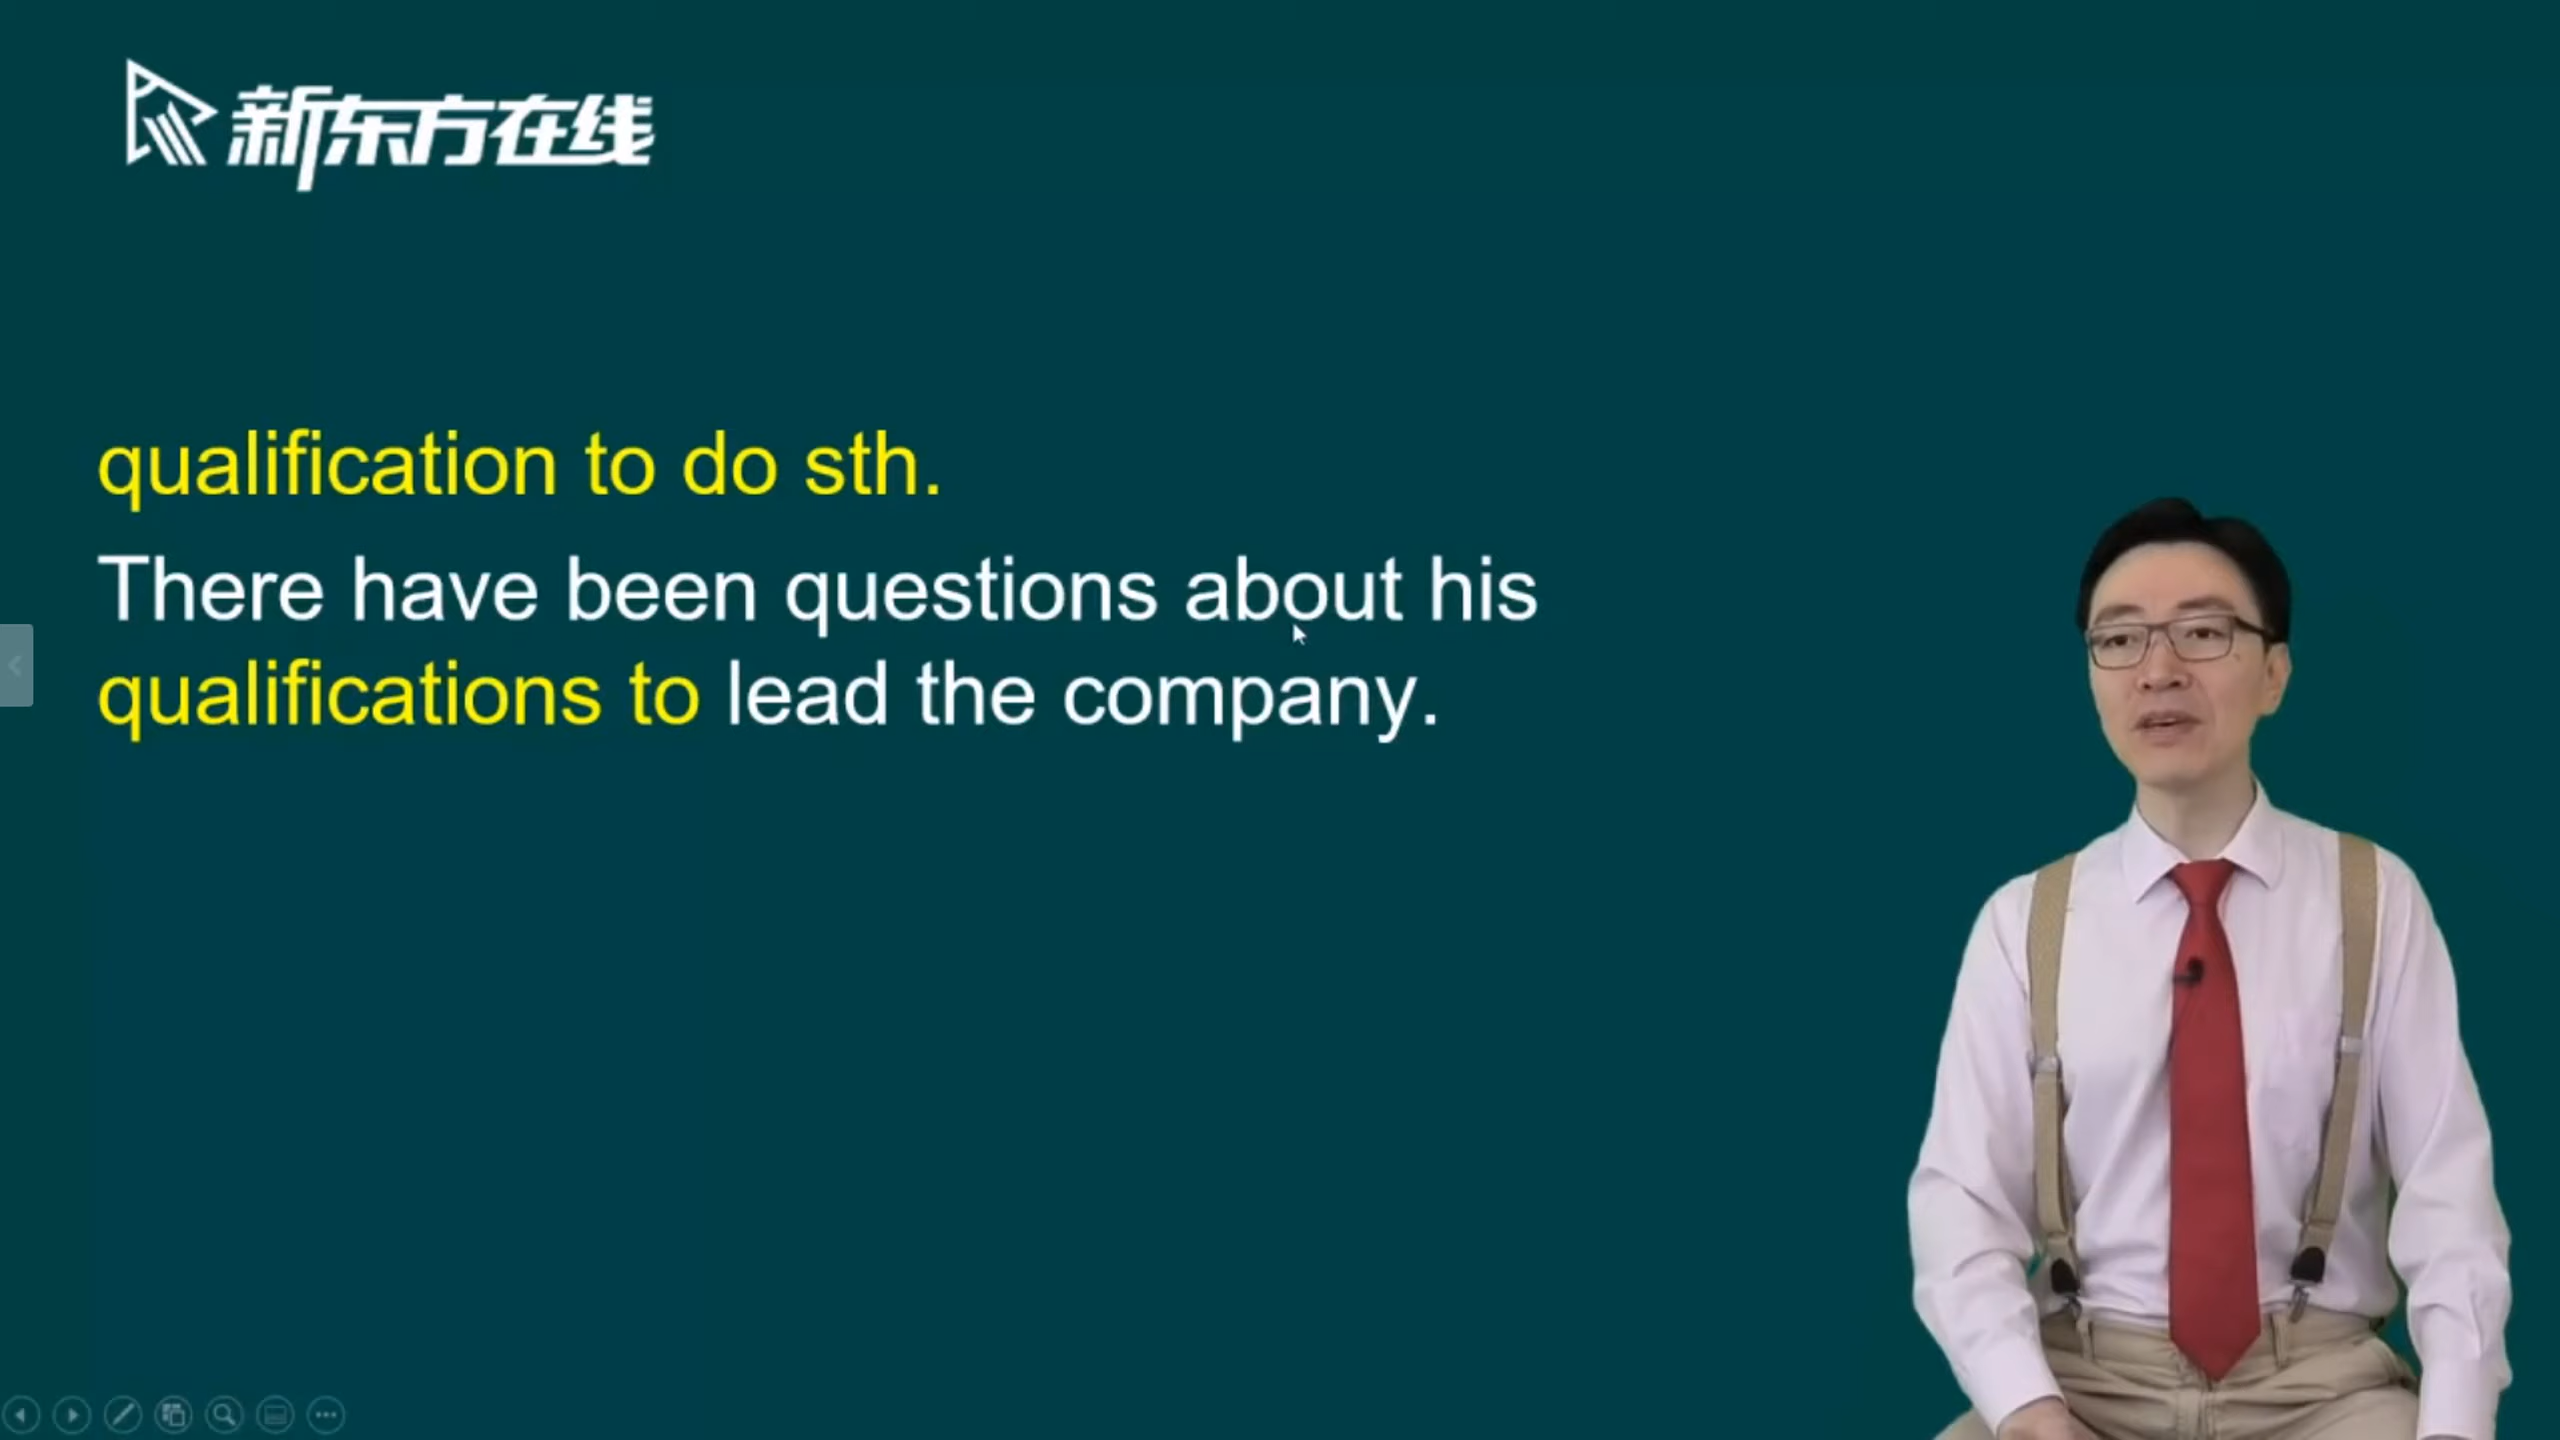 新东方在线
qualification to do sth.
There have been questions about his
qualifications to lead the company.